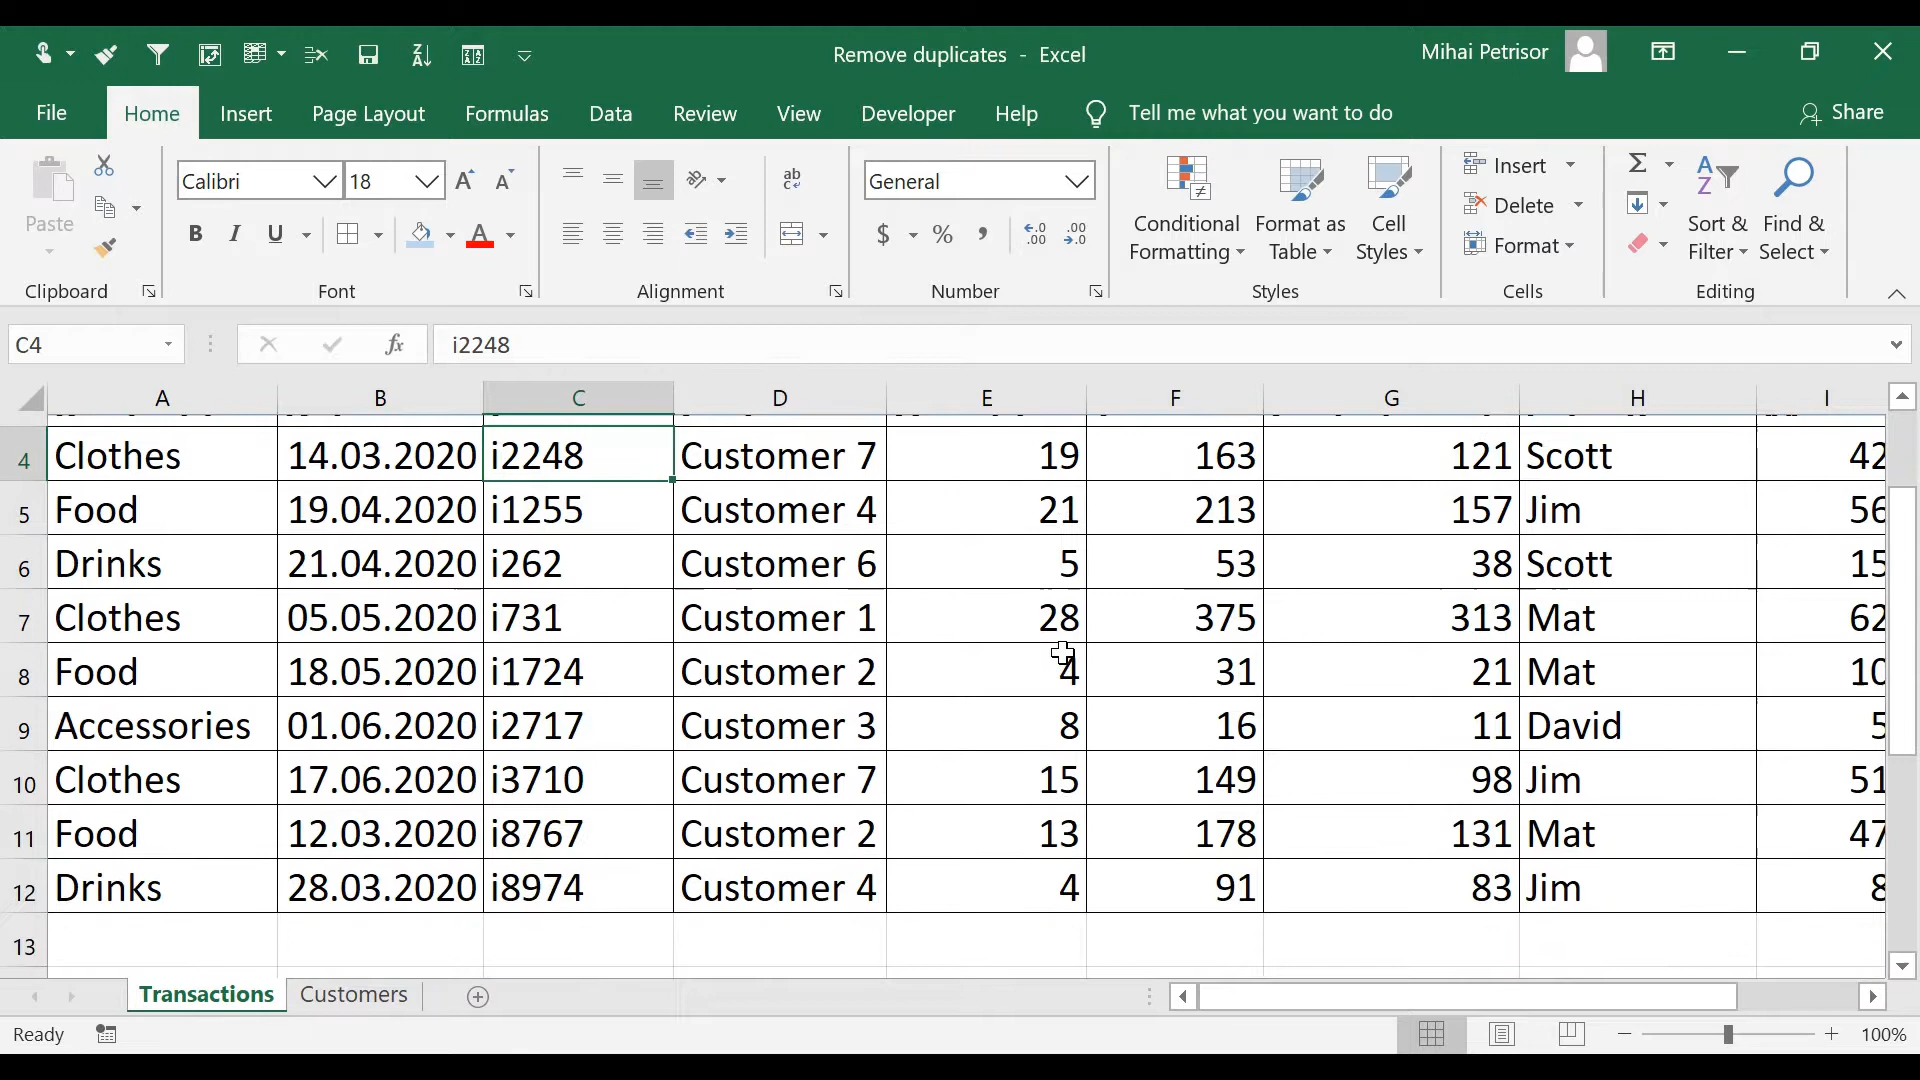 Remove duplicates - Excel
Mihai Petrisor
File Home Insert Page Layout Formulas Data Review View Developer Help Tell me what you want to do Share
Paste
Clipboard
Calibri 18
B I U A
Font
ab
Alignment
General
$ % ,
Number
Conditional Formatting
Format as Table
Cell Styles
Styles
Insert
Delete
Format
Cells
Σ
Sort & Filter
Find & Select
Editing
C4 fx i2248
A B C D E F G H I
4 Clothes 14.03.2020 i2248 Customer 7 19 163 121 Scott 42
5 Food 19.04.2020 i1255 Customer 4 21 213 157 Jim 56
6 Drinks 21.04.2020 i262 Customer 6 5 53 38 Scott 15
7 Clothes 05.05.2020 i731 Customer 1 28 375 313 Mat 62
8 Food 18.05.2020 i1724 Customer 2 4 31 21 Mat 10
9 Accessories 01.06.2020 i2717 Customer 3 8 16 11 David 5
10 Clothes 17.06.2020 i3710 Customer 7 15 149 98 Jim 51
11 Food 12.03.2020 i8767 Customer 2 13 178 131 Mat 47
12 Drinks 28.03.2020 i8974 Customer 4 4 91 83 Jim 8
13
Transactions Customers
Ready 100%